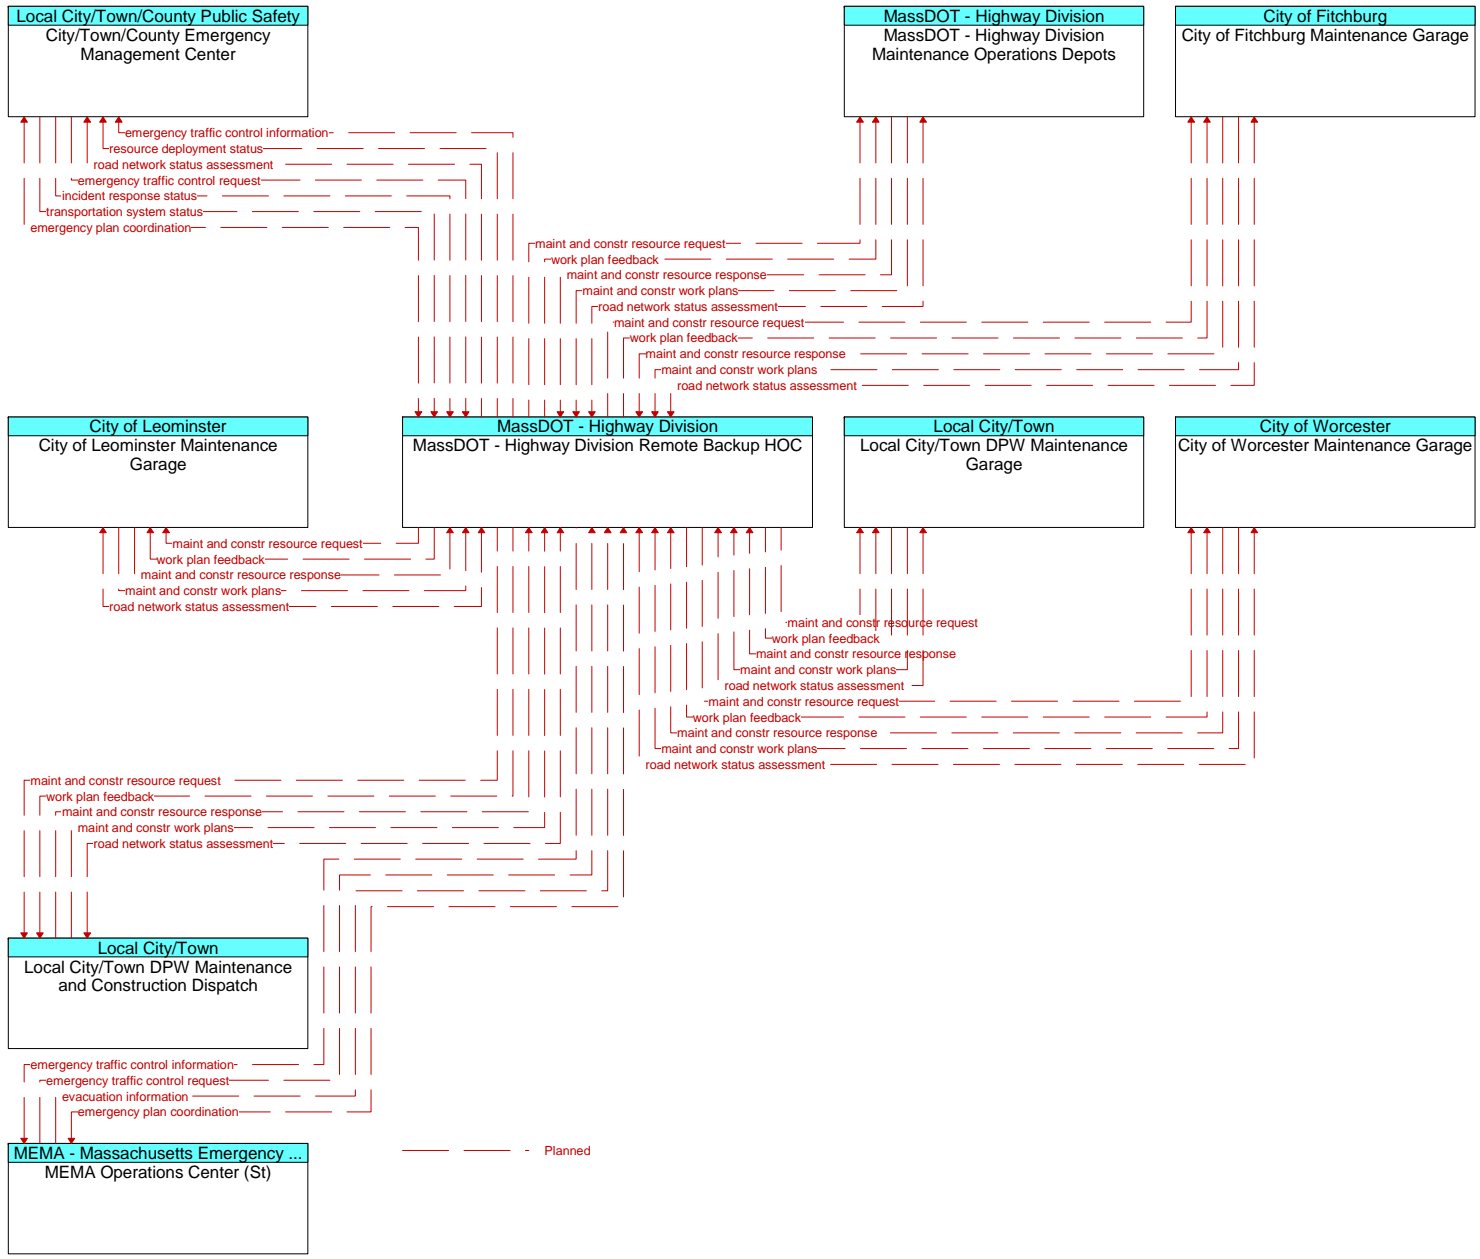 Local City/Town/County Public Safety
City/Town/County Emergency
Management Center
MassDOT - Highway Division
MassDOT - Highway Division
Maintenance Operations Depots
City of Fitchburg
City of Fitchburg Maintenance Garage
emergency traffic control information
resource deployment status
road network status assessment
emergency traffic control request
incident response status
transportation system status
emergency plan coordination
maint and constr resource request
work plan feedback
maint and constr resource response
maint and constr work plans
road network status assessment
maint and constr resource request
work plan feedback
maint and constr resource response
maint and constr work plans
road network status assessment
City of Leominster
City of Leominster Maintenance
Garage
MassDOT - Highway Division
MassDOT - Highway Division Remote Backup HOC
Local City/Town
Local City/Town DPW Maintenance
Garage
City of Worcester
City of Worcester Maintenance Garage
maint and constr resource request
work plan feedback
maint and constr resource response
maint and constr work plans
road network status assessment
maint and constr resource request
work plan feedback
maint and constr resource response
maint and constr work plans
road network status assessment
maint and constr resource request
work plan feedback
maint and constr resource response
maint and constr work plans
road network status assessment
maint and constr resource request
work plan feedback
maint and constr resource response
maint and constr work plans
road network status assessment
Local City/Town
Local City/Town DPW Maintenance
and Construction Dispatch
emergency traffic control information
emergency traffic control request
evacuation information
emergency plan coordination
MEMA - Massachusetts Emergency ...
MEMA Operations Center (St)
Planned